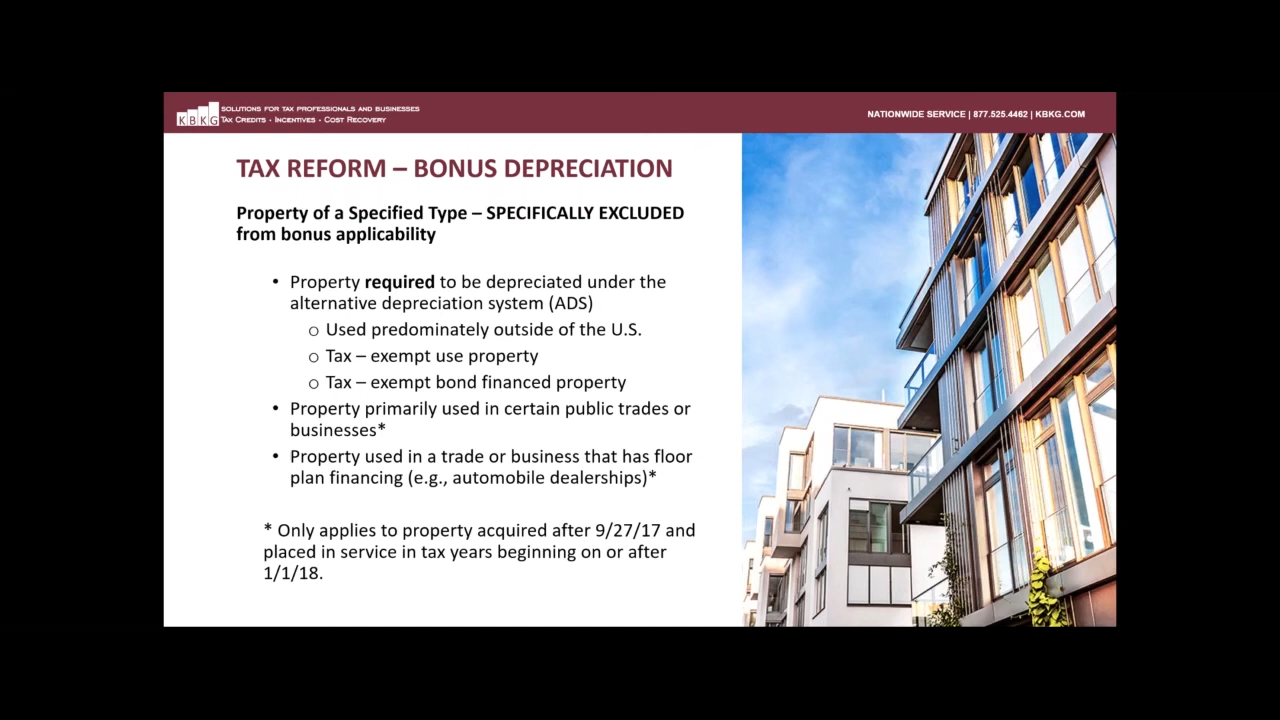 KBKG
SOLUTIONS FOR TAX PROFESSIONALS AND BUSINESSES
TAX CREDITS · INCENTIVES · COST RECOVERY
NATIONWIDE SERVICE | 877.525.4462 | KBKG.COM
TAX REFORM – BONUS DEPRECIATION
Property of a Specified Type – SPECIFICALLY EXCLUDED
from bonus applicability
• Property required to be depreciated under the
alternative depreciation system (ADS)
o Used predominately outside of the U.S.
o Tax – exempt use property
o Tax – exempt bond financed property
• Property primarily used in certain public trades or
businesses*
• Property used in a trade or business that has floor
plan financing (e.g., automobile dealerships)*
* Only applies to property acquired after 9/27/17 and
placed in service in tax years beginning on or after
1/1/18.